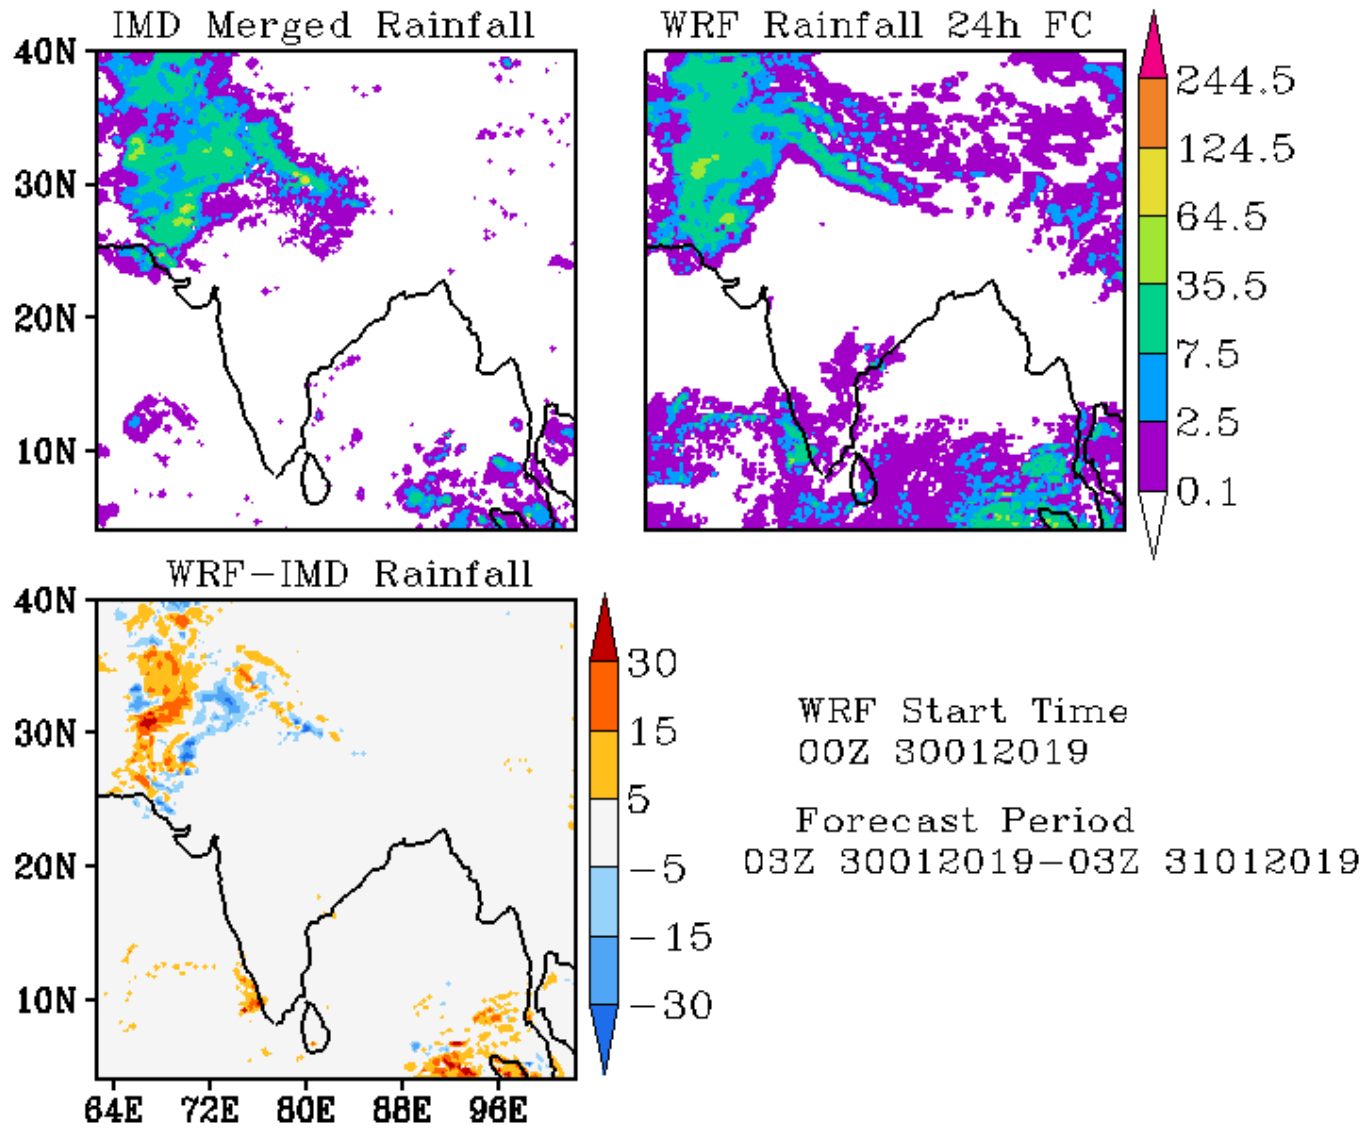 IMD Merged Rainfall
WRF Rainfall 24h FC
40N
30N
20N
10N
244.5
124.5
64.5
35.5
7.5
2.5
0.1
WRF-IMD Rainfall
40N
30N
20N
10N
64E 72E 80E 88E 96E
30
15
5
-5
-15
-30
WRF Start Time
00Z 30012019
Forecast Period
03Z 30012019-03Z 31012019